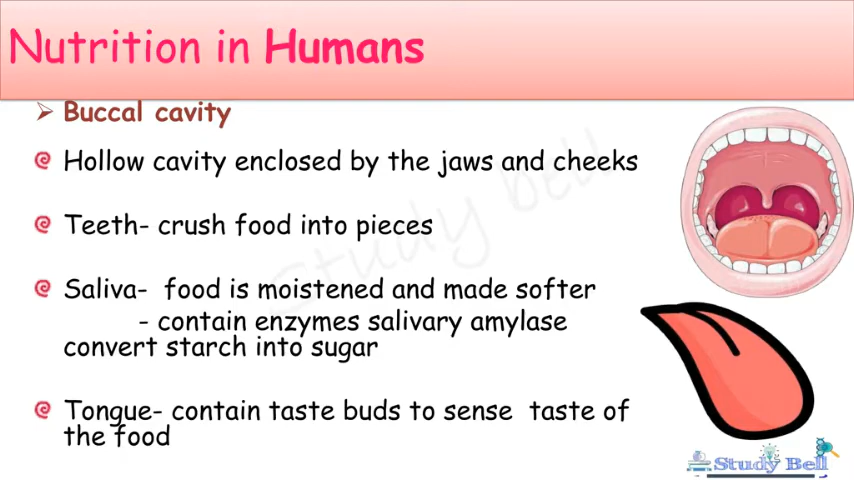 Nutrition in Humans
Buccal cavity
Hollow cavity enclosed by the jaws and cheeks
Teeth- crush food into pieces
Saliva- food is moistened and made softer
- contain enzymes salivary amylase
convert starch into sugar
Tongue- contain taste buds to sense taste of
the food
Study bell
Study Bell